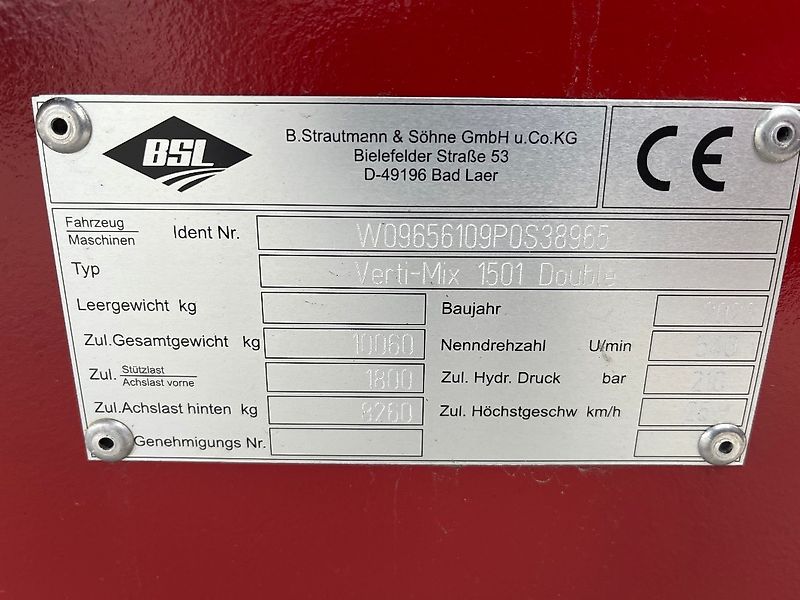 BSL
B.Strautmann & Söhne GmbH u.Co.KG
Bielefelder Straße 53
D-49196 Bad Laer
CE
Fahrzeug
Maschinen
Ident Nr. W09656109P0S38965
Typ Verti-Mix 1501 Double
Leergewicht kg
Baujahr
Zul.Gesamtgewicht kg 10060
Nenndrehzahl U/min 540
Zul. Stützlast
Achslast vorne 1800
Zul. Hydr. Druck bar 210
Zul.Achslast hinten kg 8260
Zul. Höchstgeschw km/h
Genehmigungs Nr.